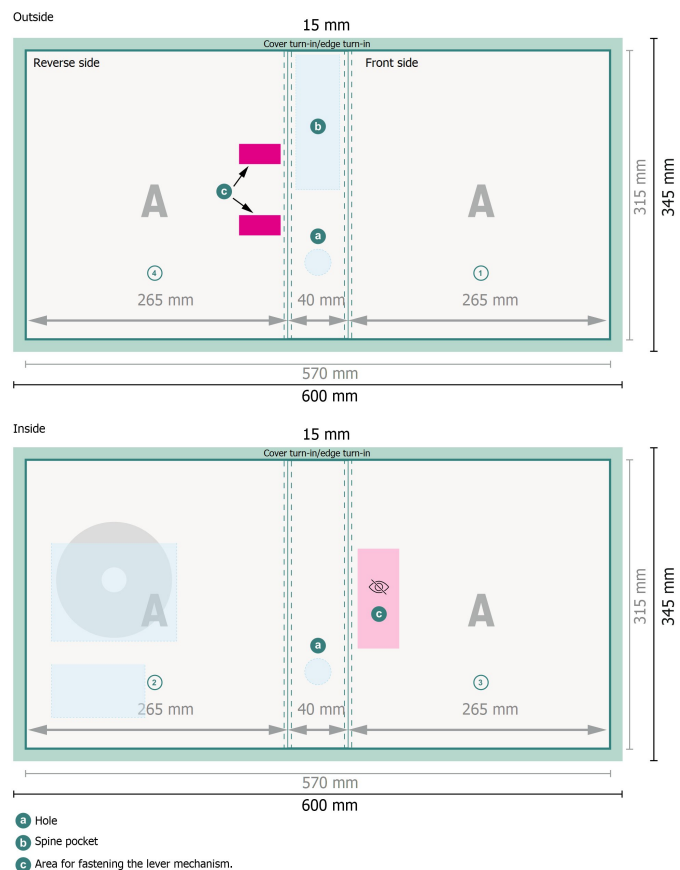 Outside
15 mm
Cover turn-in/edge turn-in
Reverse side
Front side
b
c
A
A
a
4
1
265 mm
40 mm
265 mm
315 mm
345 mm
570 mm
600 mm
Inside
15 mm
Cover turn-in/edge turn-in
A
c
A
a
2
3
265 mm
40 mm
265 mm
315 mm
345 mm
570 mm
600 mm
a Hole
b Spine pocket
c Area for fastening the lever mechanism.